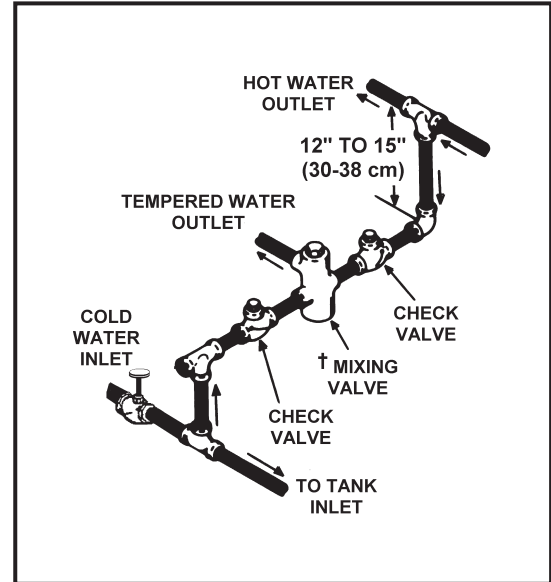 HOT WATER
OUTLET
12" TO 15"
(30-38 cm)
TEMPERED WATER
OUTLET
COLD
WATER
INLET
CHECK
VALVE
† MIXING
VALVE
CHECK
VALVE
TO TANK
INLET